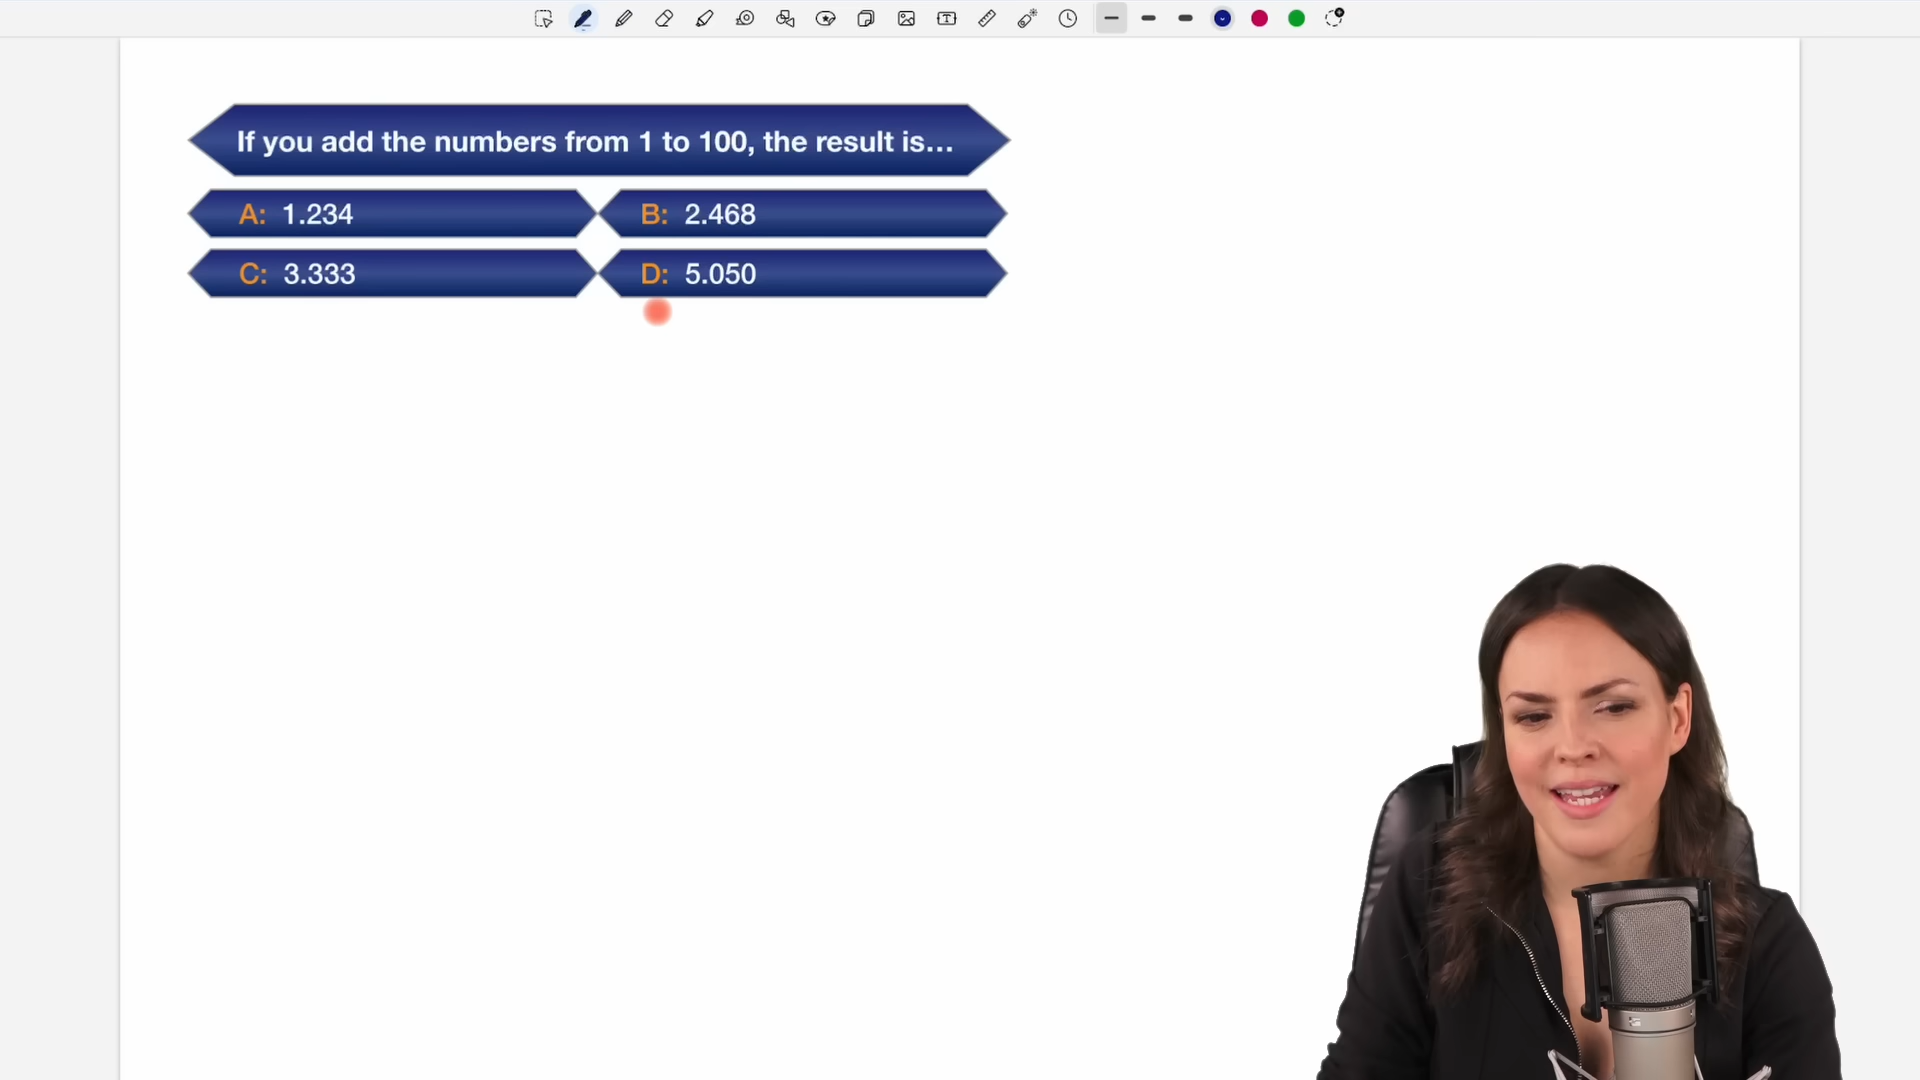 If you add the numbers from 1 to 100, the result is...
A: 1.234
B: 2.468
C: 3.333
D: 5.050